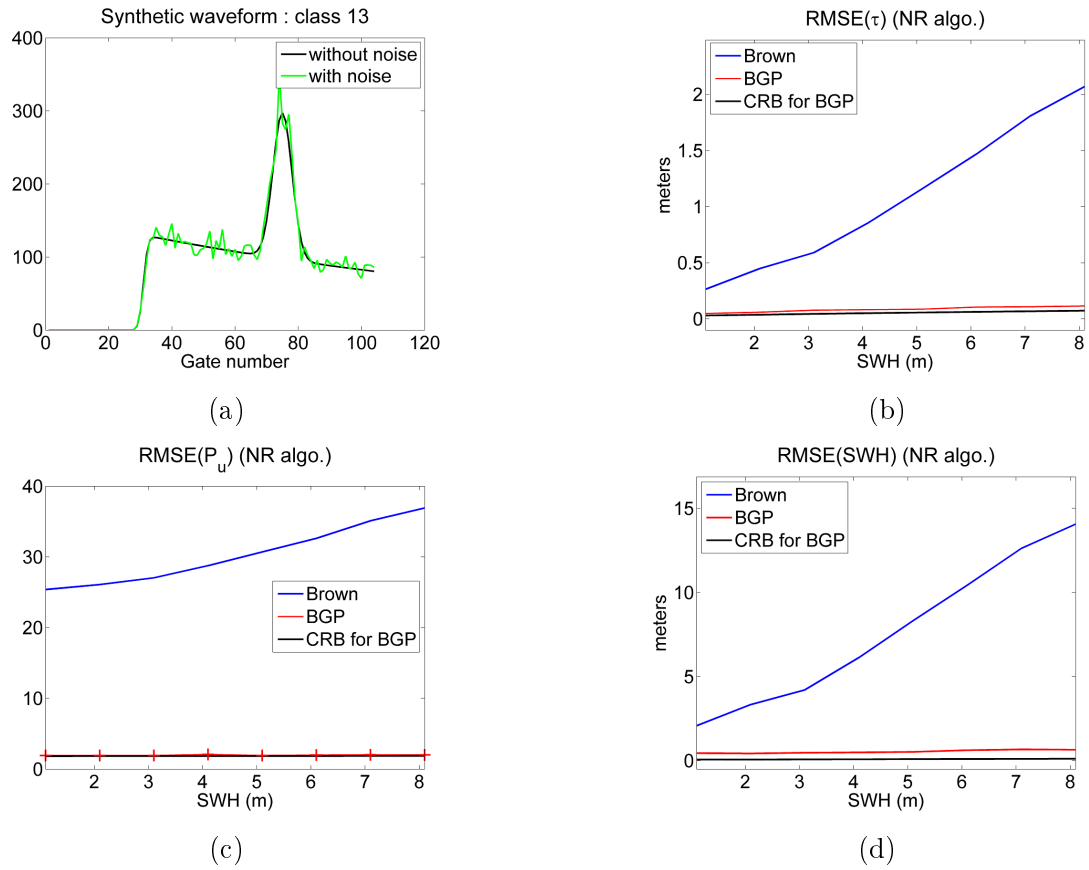 Synthetic waveform : class 13
400
300
200
100
0
0 20 40 60 80 100 120
Gate number
without noise
with noise
(a)
RMSE(τ) (NR algo.)
2
1.5
1
0.5
0
meters
2 3 4 5 6 7 8
SWH (m)
Brown
BGP
CRB for BGP
(b)
RMSE(P_u) (NR algo.)
40
30
20
10
0
2 3 4 5 6 7 8
SWH (m)
Brown
BGP
CRB for BGP
(c)
RMSE(SWH) (NR algo.)
15
10
5
0
meters
2 3 4 5 6 7 8
SWH (m)
Brown
BGP
CRB for BGP
(d)